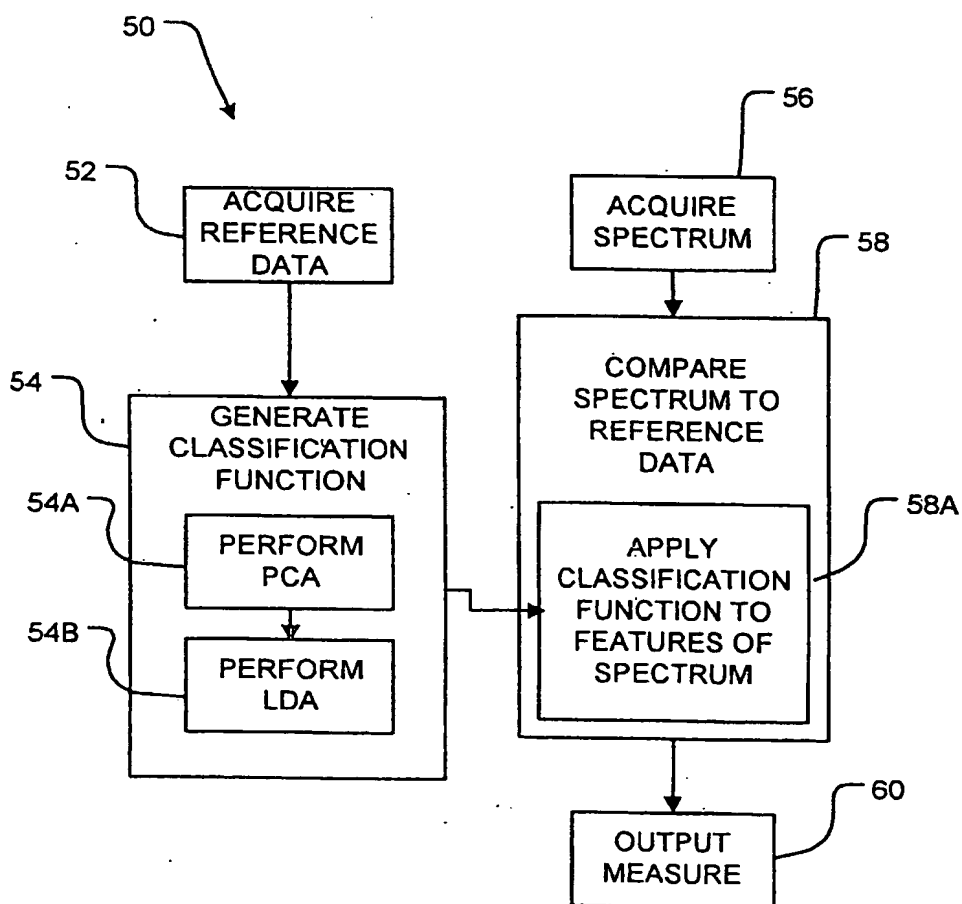 50
52
ACQUIRE
REFERENCE
DATA
54
GENERATE
CLASSIFICATION
FUNCTION
54A
PERFORM
PCA
54B
PERFORM
LDA
56
ACQUIRE
SPECTRUM
58
COMPARE
SPECTRUM TO
REFERENCE
DATA
58A
APPLY
CLASSIFICATION
FUNCTION TO
FEATURES OF
SPECTRUM
60
OUTPUT
MEASURE